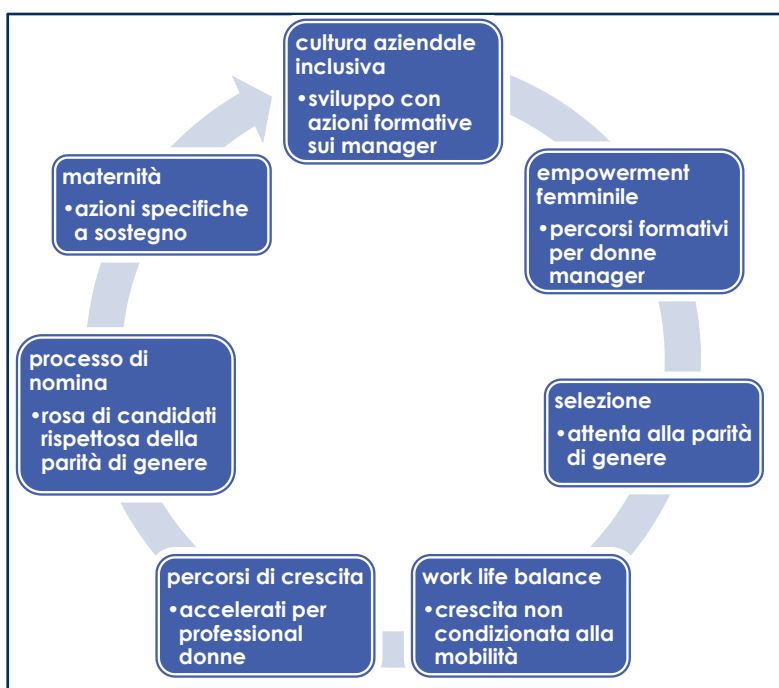 cultura aziendale
inclusiva
•sviluppo con
azioni formative
sui manager
empowerment
femminile
•percorsi formativi
per donne
manager
selezione
•attenta alla parità
di genere
work life balance
•crescita non
condizionata alla
mobilità
percorsi di crescita
•accelerati per
professional
donne
processo di
nomina
•rosa di candidati
rispettosa della
parità di genere
maternità
•azioni specifiche
a sostegno